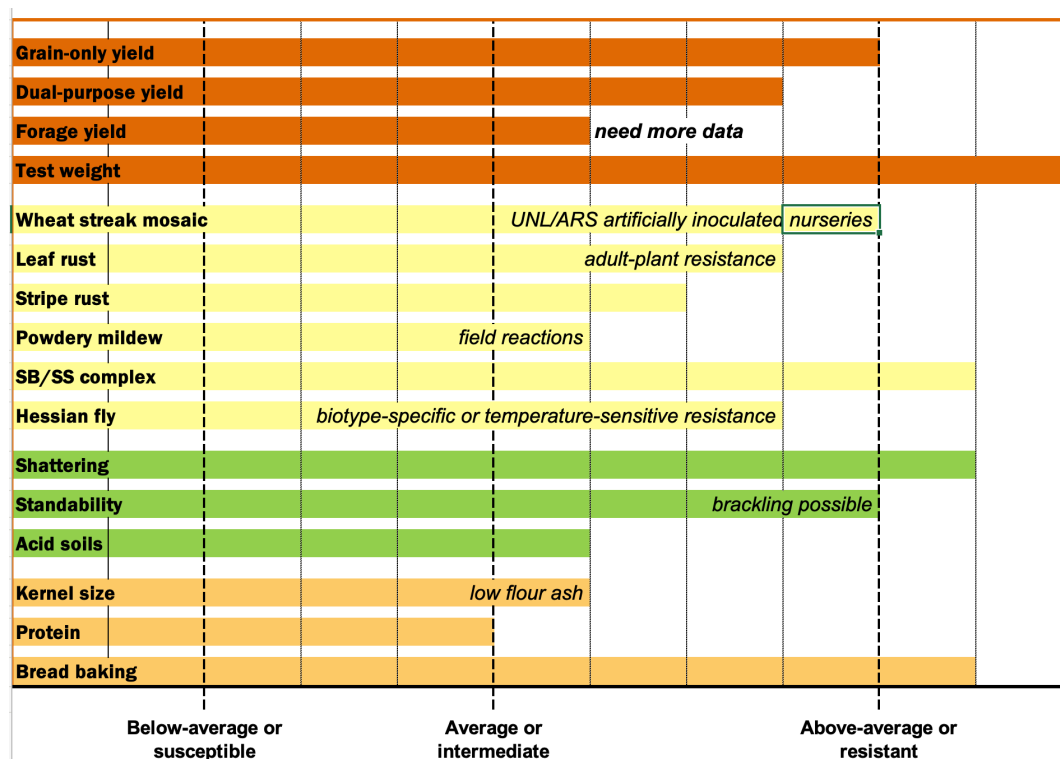 Grain-only yield
Dual-purpose yield
Forage yield need more data
Test weight
Wheat streak mosaic UNL/ARS artificially inoculated nurseries
Leaf rust adult-plant resistance
Stripe rust
Powdery mildew field reactions
SB/SS complex
Hessian fly biotype-specific or temperature-sensitive resistance
Shattering
Standability brackling possible
Acid soils
Kernel size low flour ash
Protein
Bread baking
Below-average or susceptible
Average or intermediate
Above-average or resistant